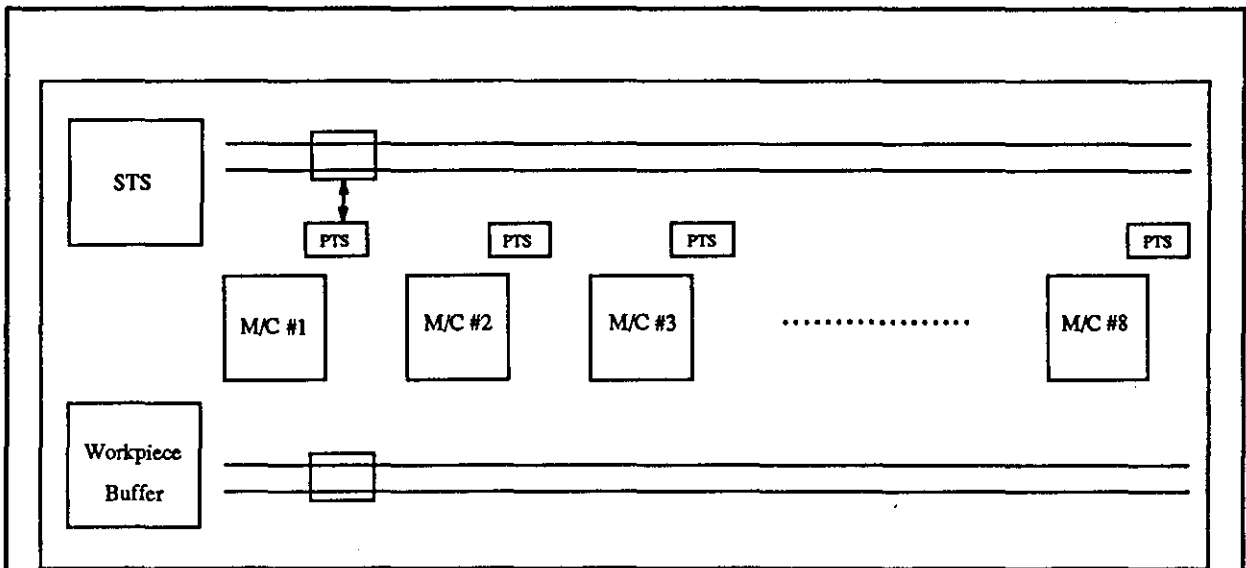 STS
PTS PTS PTS PTS
M/C #1 M/C #2 M/C #3 M/C #8
Workpiece
Buffer